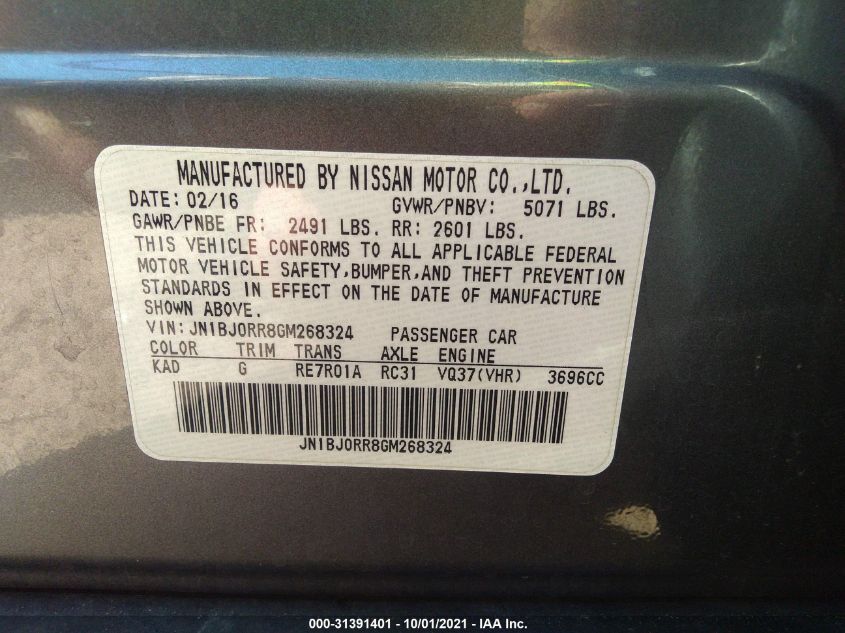 MANUFACTURED BY NISSAN MOTOR CO.,LTD.
DATE: 02/16 GVWR/PNBV: 5071 LBS.
GAWR/PNBE FR: 2491 LBS. RR: 2601 LBS.
THIS VEHICLE CONFORMS TO ALL APPLICABLE FEDERAL
MOTOR VEHICLE SAFETY,BUMPER,AND THEFT PREVENTION
STANDARDS IN EFFECT ON THE DATE OF MANUFACTURE
SHOWN ABOVE.
VIN:JN1BJ0RR8GM268324 PASSENGER CAR
COLOR TRIM TRANS AXLE ENGINE
KAD G RE7R01A RC31 VQ37(VHR) 3696CC
JN1BJ0RR8GM268324
000-31391401 - 10/01/2021 - IAA Inc.